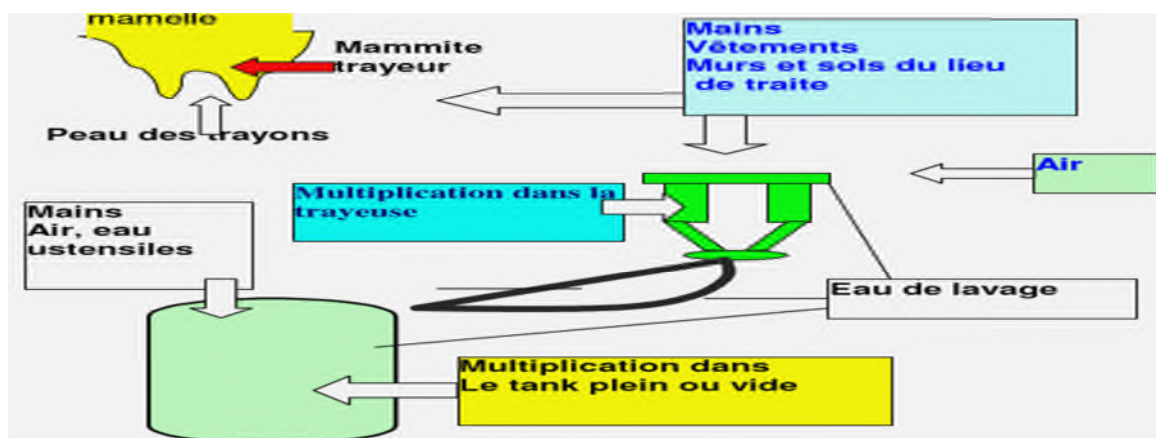 mamelle
Mammite
trayeur
Peau des trayons
Mains
Vêtements
Murs et sols du lieu
de traite
Air
Multiplication dans la
trayeuse
Mains
Air, eau
ustensiles
Eau de lavage
Multiplication dans
Le tank plein ou vide